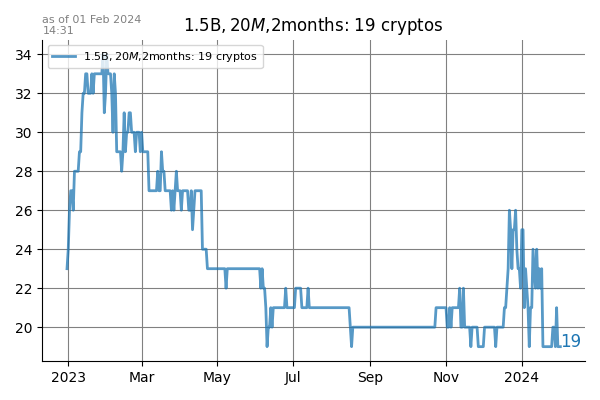 as of 01 Feb 2024
14:31
1.5B, 20M,2months: 19 cryptos
1.5B, 20M,2months: 19 cryptos
34
32
30
28
26
24
22
20
19
2023 Mar May Jul Sep Nov 2024